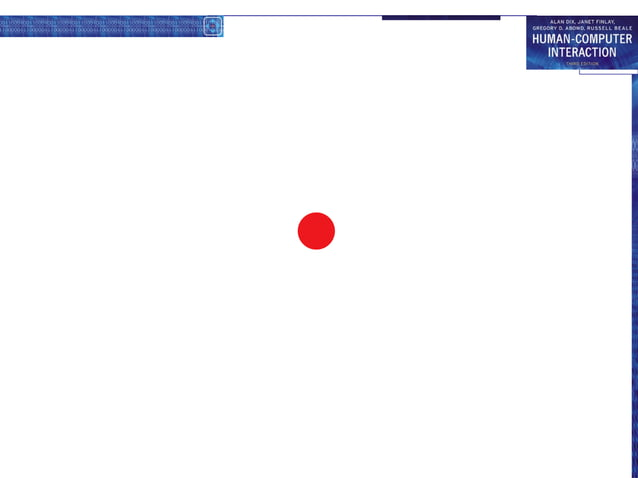 ALAN DIX, JANET FINLAY,
GREGORY D. ABOWD, RUSSELL BEALE
HUMAN-COMPUTER
INTERACTION
THIRD EDITION